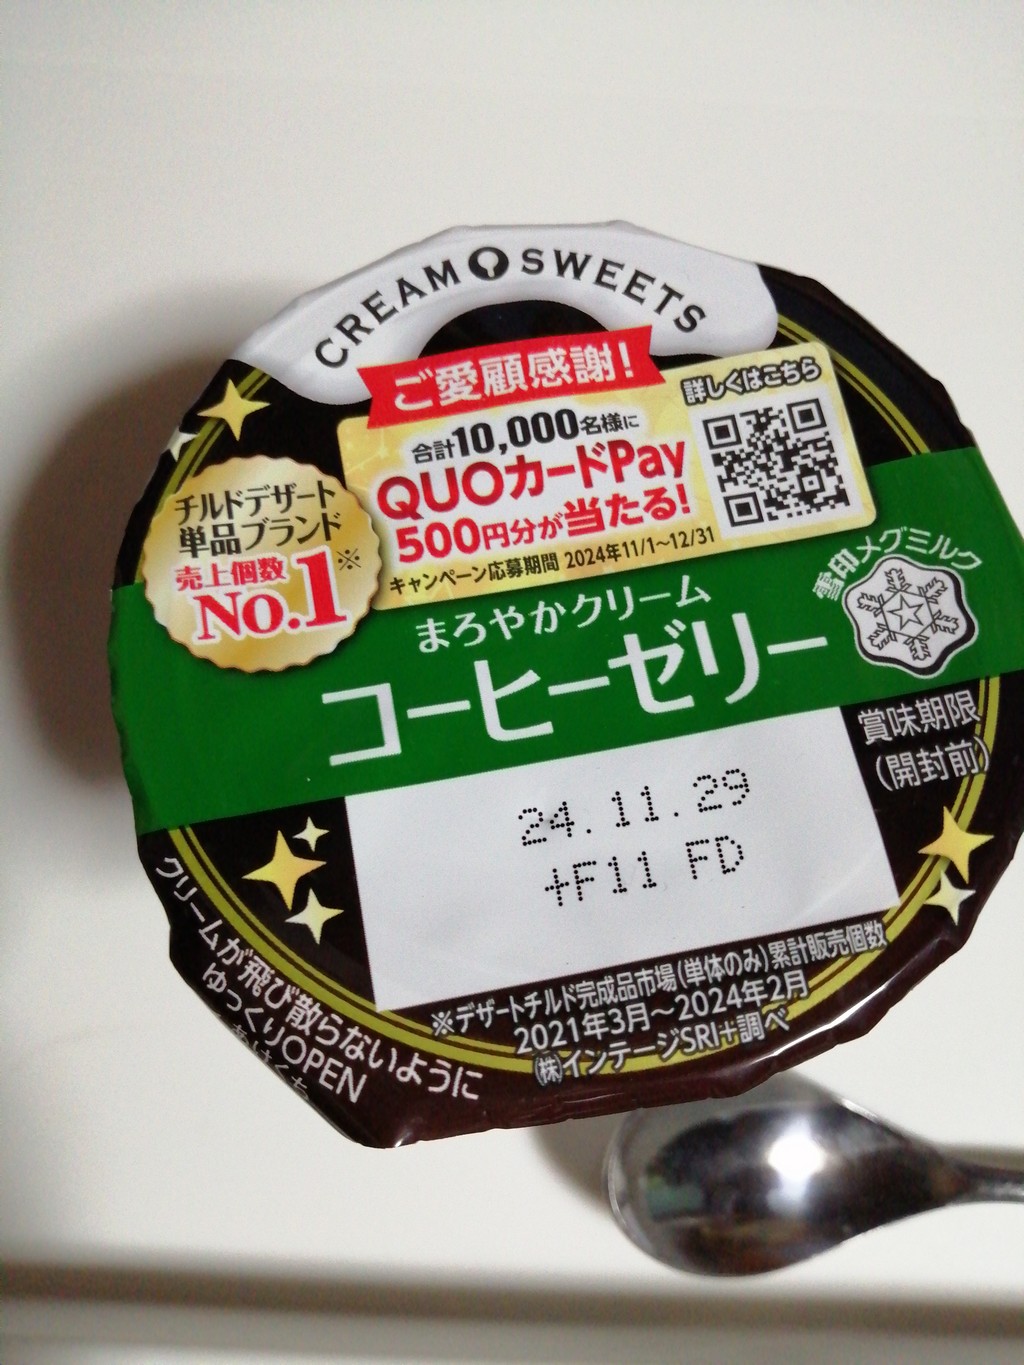 CREAM SWEETS
ご愛顧感謝!
合計10,000名様に
QUOカードPay
500円分が当たる!
キャンペーン応募期間 2024年11/1〜12/31
詳しくはこちら
チルドデザート
単品ブランド
売上個数
No.1※
雪印メグミルク
まろやかクリーム
コーヒーゼリー
賞味期限
(開封前)
24.11.29
+F11 FD
※デザートチルド完成品市場(単体のみ)累計販売個数
2021年3月〜2024年2月
㈱インテージSRI+調べ
クリームが飛び散らないように
ゆっくりOPEN
あけくち